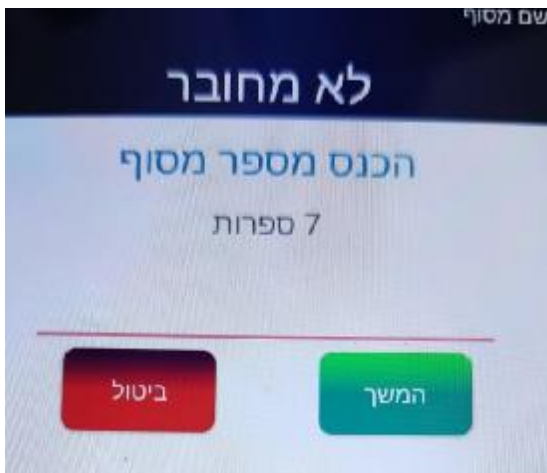 שם מסוף
לא מחובר
הכנס מספר מסוף
7 ספרות
המשך
ביטול